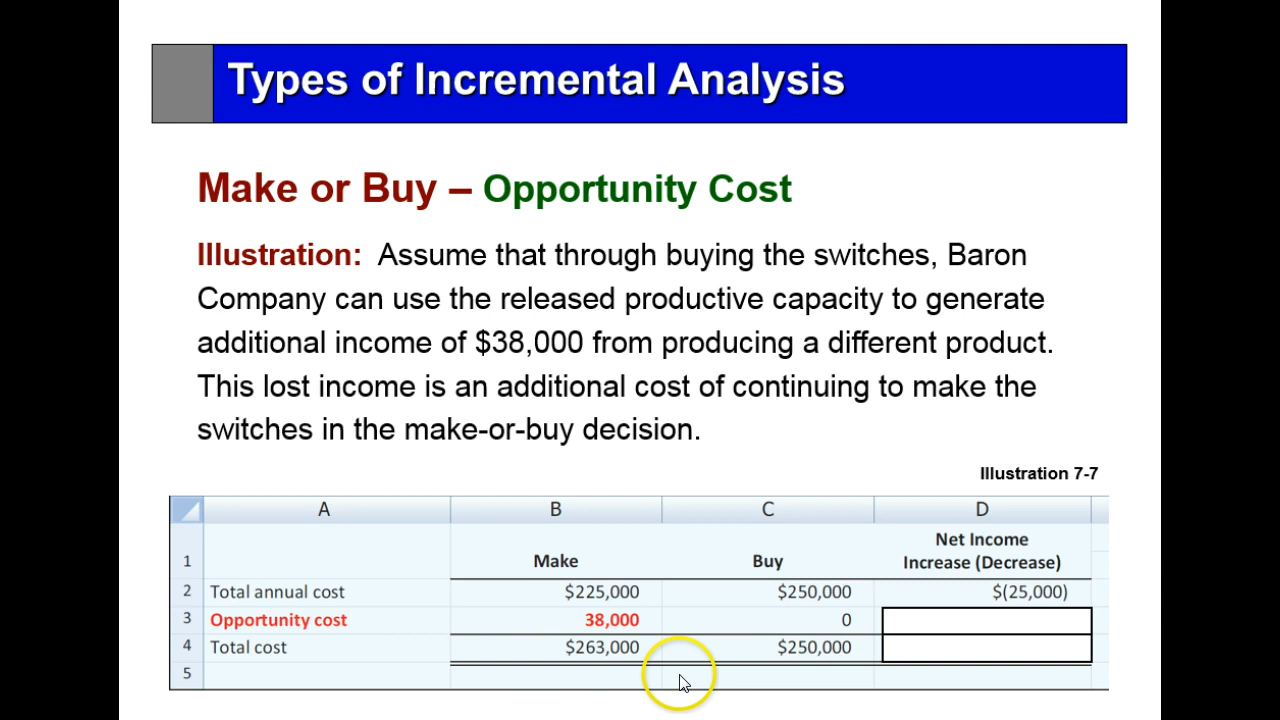 Types of Incremental Analysis
Make or Buy – Opportunity Cost
Illustration: Assume that through buying the switches, Baron
Company can use the released productive capacity to generate
additional income of $38,000 from producing a different product.
This lost income is an additional cost of continuing to make the
switches in the make-or-buy decision.
Illustration 7-7
A B C D
Net Income
1 Make Buy Increase (Decrease)
2 Total annual cost $225,000 $250,000 $(25,000)
3 Opportunity cost 38,000 0
4 Total cost $263,000 $250,000
5